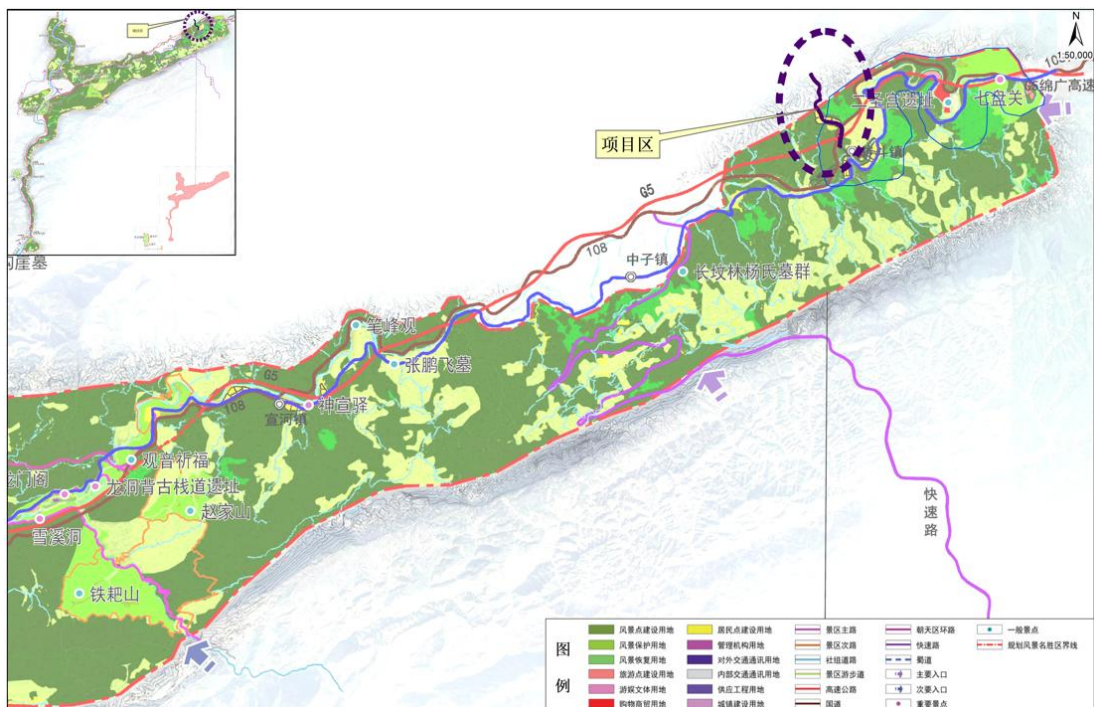 N
1:50,000
108
G5绵广高速
七盘关
二圣宫遗址
项目区
G5
108
中子镇
长坟林杨氏墓群
笔峰观
张鹏飞墓
G5
108
宣河镇
神宣驿
观音祈福
龙洞背古栈道遗址
赵家山
雪溪洞
铁耙山
快速路
图例
风景点建设用地
风景保护用地
风景恢复用地
旅游点建设用地
游娱文体用地
购物商贸用地
居民点建设用地
管理机构用地
对外交通通讯用地
内部交通通讯用地
供应工程用地
城镇建设用地
景区主路
景区次路
社组道路
景区游步道
高速公路
国道
朝天区环路
快速路
蜀道
主要入口
次要入口
重要景点
一般景点
规划风景名胜区界线